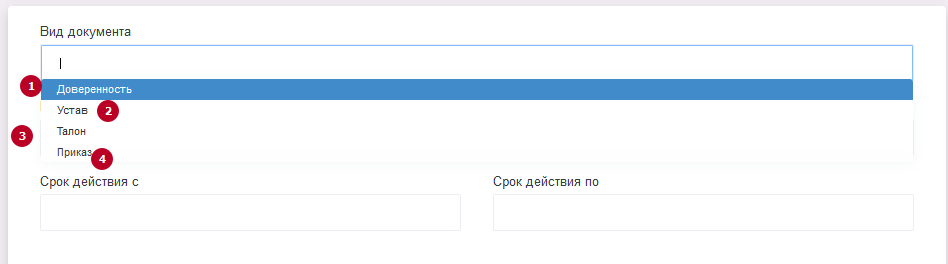 Вид документа
1 Доверенность
Устав 2
3 Талон
Приказ 4
Срок действия с Срок действия по